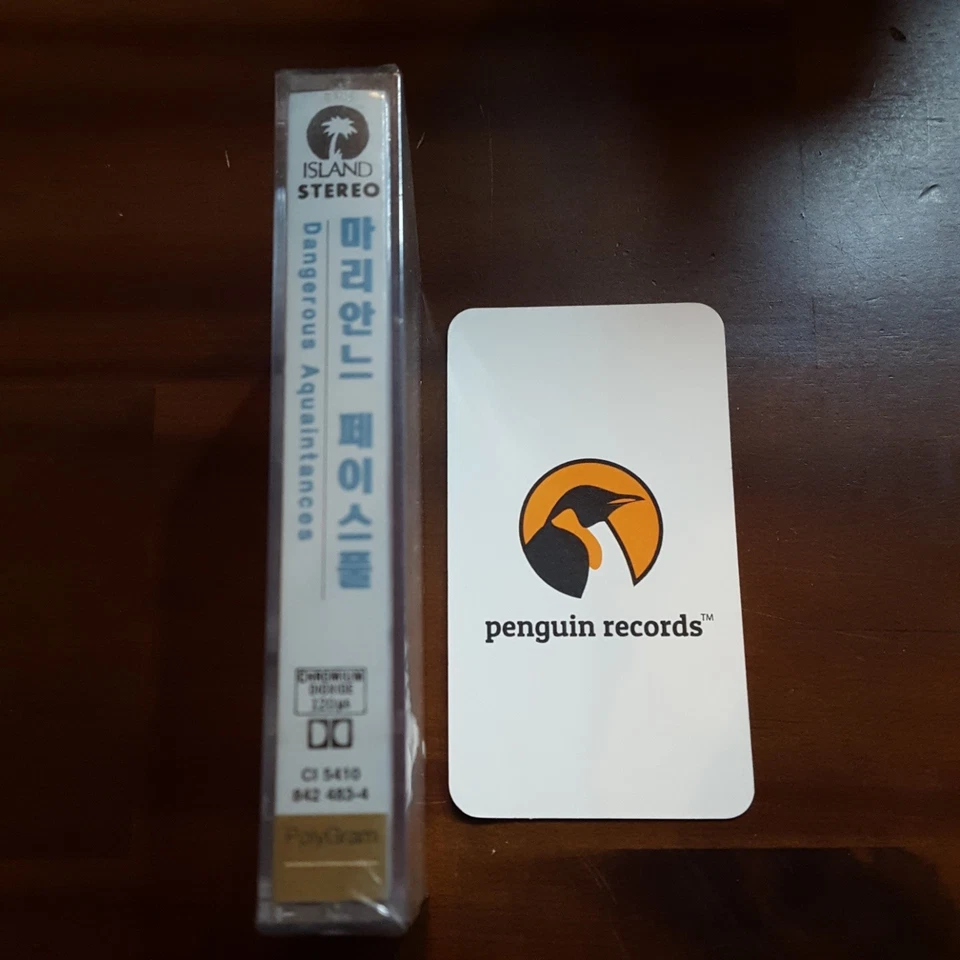 ISLAND
STEREO
마리안느 페이스풀
Dangerous Aquaintances
CHROMIUM
DIOXIDE
120μs
CI 5410
842 483-4
PolyGram
penguin records™